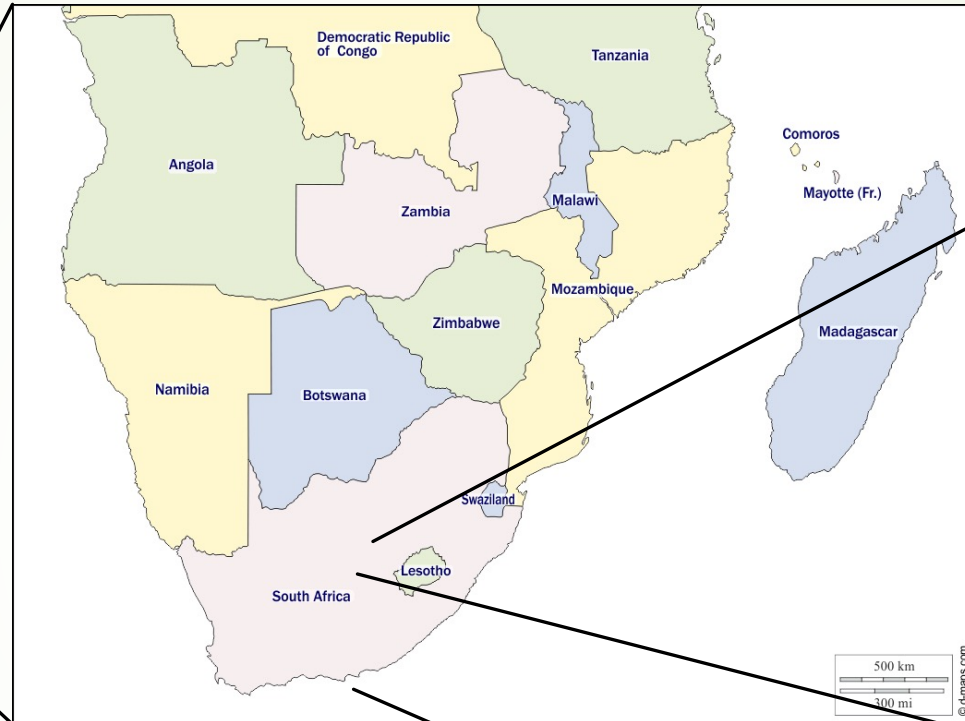 Democratic Republic
of Congo
Tanzania
Comoros
Angola
Mayotte (Fr.)
Malawi
Zambia
Mozambique
Zimbabwe
Madagascar
Namibia
Botswana
Swaziland
Lesotho
South Africa
500 km
300 mi
© d-maps.com